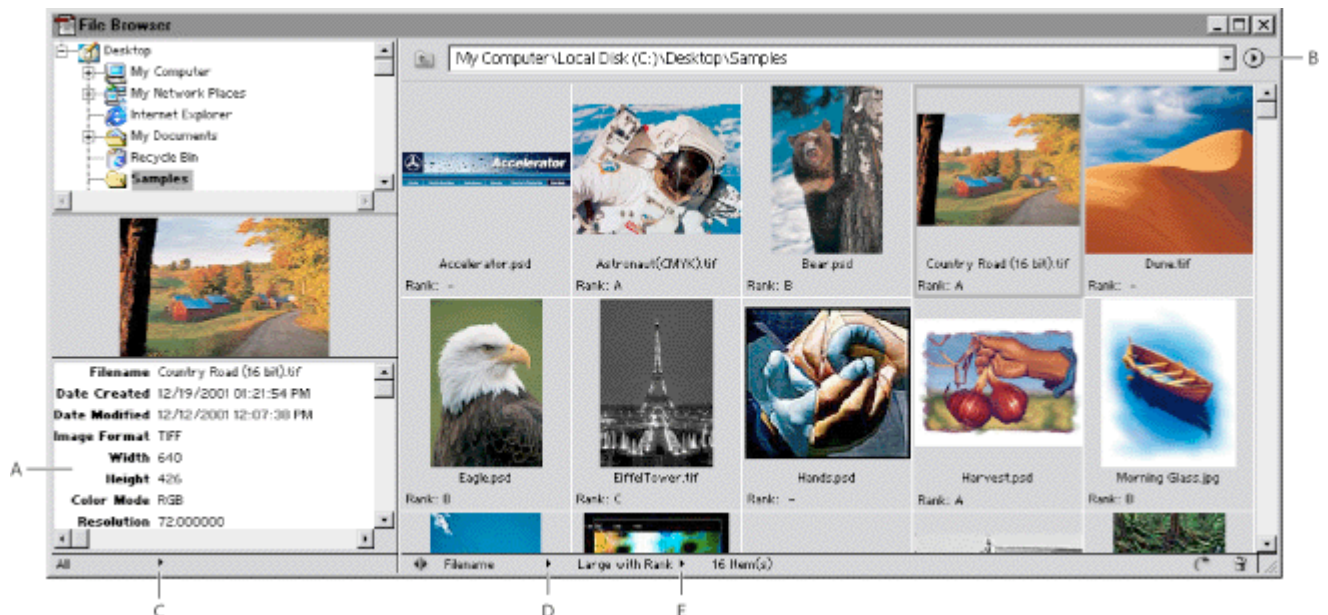 File Browser
Desktop
My Computer
My Network Places
Internet Explorer
My Documents
Recycle Bin
Samples
My Computer\Local Disk (C:)\Desktop\Samples
B
Accelerator
Accelerator.psd
Rank: -
Astronaut(CMYK).tif
Rank: A
Bear.psd
Rank: B
Country Road (16 bit).tif
Rank: A
Dune.tif
Rank: -
Filename Country Road (16 bit).tif
Date Created 12/19/2001 01:21:54 PM
Date Modified 12/12/2001 12:07:38 PM
Image Format TIFF
Width 640
Height 426
Color Mode RGB
Resolution 72.000000
A
Eagle.psd
Rank: B
EiffelTower.tif
Rank: C
Hands.psd
Rank: -
Harvest.psd
Rank: A
Morning Glass.jpg
Rank: B
All
Filename
Large with Rank
16 Item(s)
C
D
E